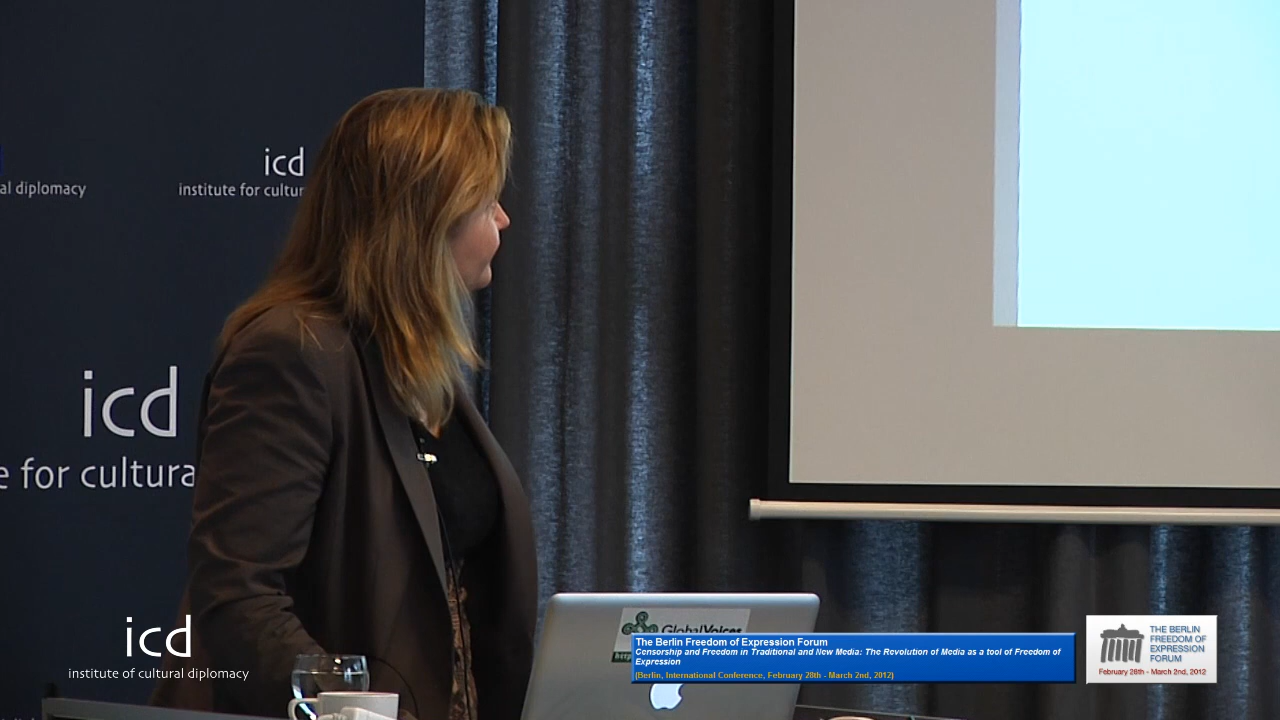 al diplomacy
icd
institute for cultur
icd
e for cultura
icd
institute of cultural diplomacy
GlobalVoices
The Berlin Freedom of Expression Forum
Censorship and Freedom in Traditional and New Media: The Revolution of Media as a tool of Freedom of
Expression
(Berlin, International Conference, February 28th - March 2nd, 2012)
THE BERLIN
FREEDOM OF
EXPRESSION
FORUM
February 28th - March 2nd, 2012